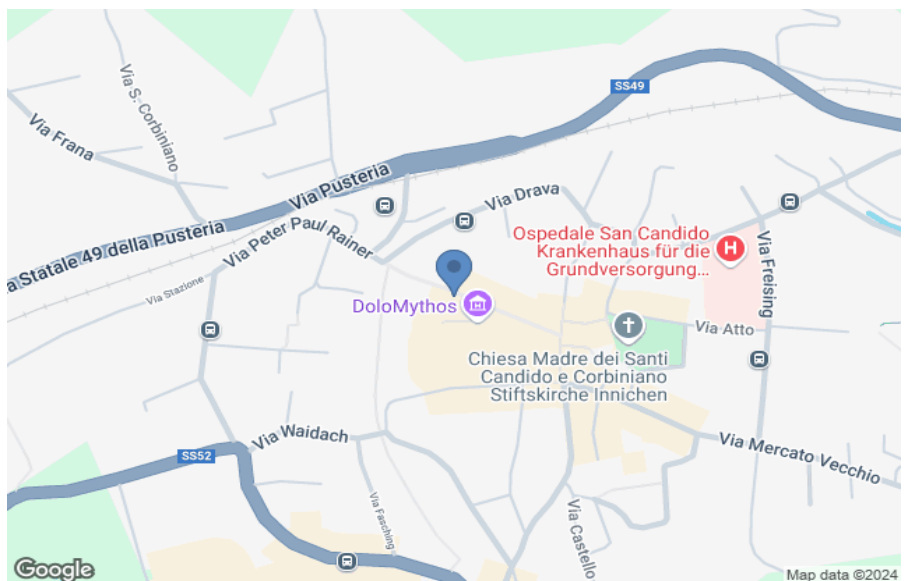 SS49
Via S. Corbiniano
Via Frana
Via Pusteria
Via Drava
a Statale 49 della Pusteria
Via Peter Paul Rainer
Ospedale San Candido
Krankenhaus für die
Grundversorgung...
H
Via Freising
Via Stazione
DoloMythos
Via Atto
Chiesa Madre dei Santi
Candido e Corbiniano
Stiftskirche Innichen
Via Waidach
SS52
Via Mercato Vecchio
Via Fasching
Via Castello
Google
Map data ©2024